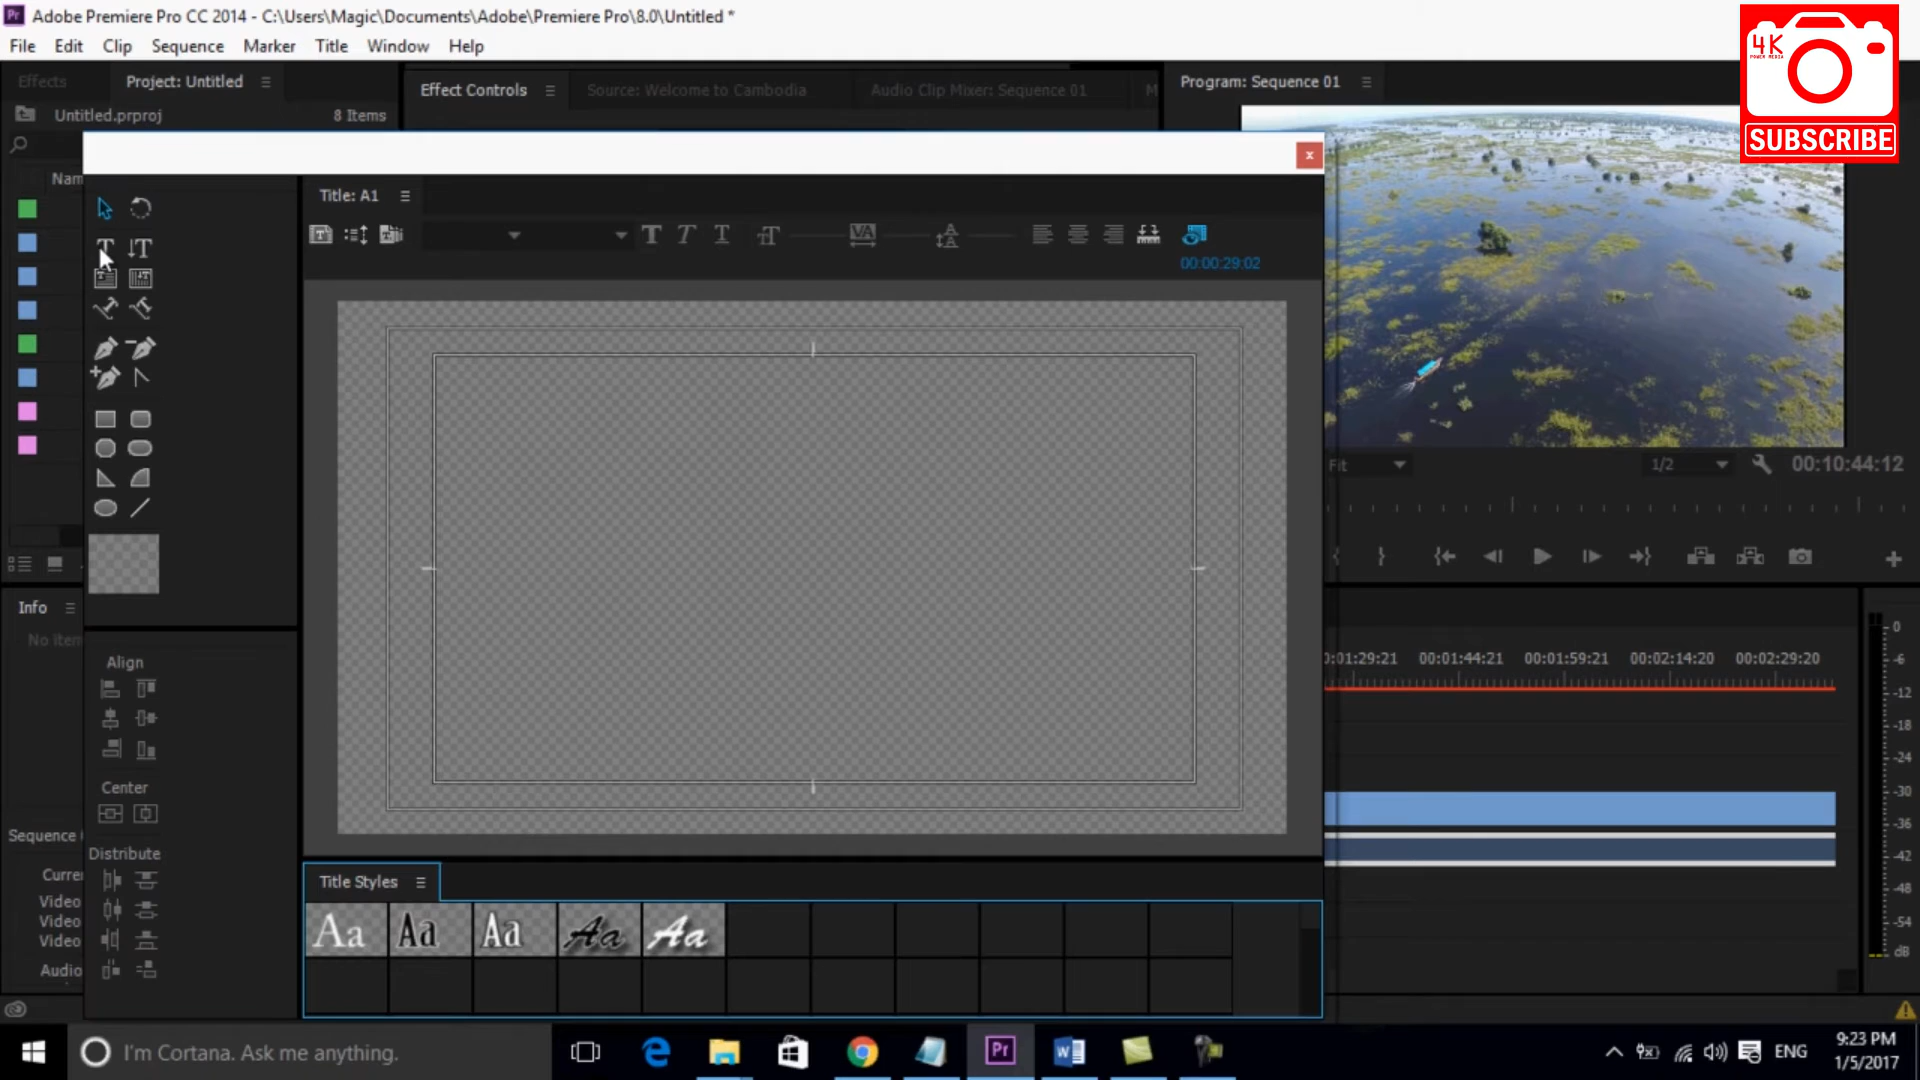 Adobe Premiere Pro CC 2014 - C:\Users\Magic\Documents\Adobe\Premiere Pro\8.0\Untitled *
File Edit Clip Sequence Marker Title Window Help
4K
POWER MEDIA
SUBSCRIBE
Effects Project: Untitled
Effect Controls Source: Welcome to Cambodia Audio Clip Mixer: Sequence 01 M
Program: Sequence 01
Untitled.prproj 8 Items
Nam
Title: A1
00:00:29:02
Fit 1/2 00:10:44:12
Info
No Item
Align
Center
Distribute
Sequence
Curre
Video
Video
Video
Audio
0:01:29:21 00:01:44:21 00:01:59:21 00:02:14:20 00:02:29:20
0
-6
-12
-18
-24
-30
-36
-42
-48
-54
dB
Title Styles
Aa Aa Aa Aa Aa
I'm Cortana. Ask me anything.
ENG
9:23 PM
1/5/2017